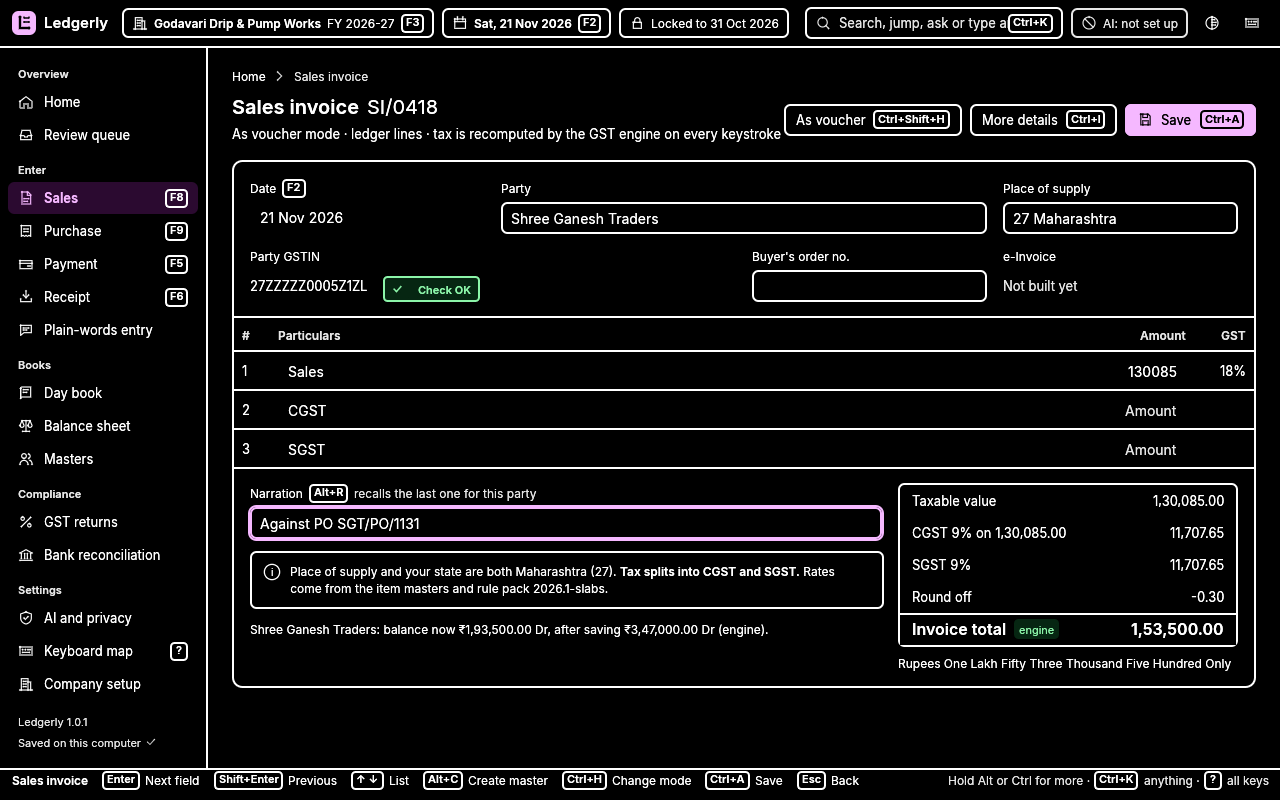 Ledgerly
Godavari Drip & Pump Works FY 2026-27 F3
Sat, 21 Nov 2026 F2
Locked to 31 Oct 2026
Search, jump, ask or type a Ctrl+K
AI: not set up
Overview
Home
Review queue
Enter
Sales F8
Purchase F9
Payment F5
Receipt F6
Plain-words entry
Books
Day book
Balance sheet
Masters
Compliance
GST returns
Bank reconciliation
Settings
AI and privacy
Keyboard map ?
Company setup
Ledgerly 1.0.1
Saved on this computer
Home > Sales invoice
Sales invoice SI/0418
As voucher mode · ledger lines · tax is recomputed by the GST engine on every keystroke
As voucher Ctrl+Shift+H
More details Ctrl+I
Save Ctrl+A
Date F2
Party
Place of supply
21 Nov 2026
Shree Ganesh Traders
27 Maharashtra
Party GSTIN
Buyer's order no.
e-Invoice
27ZZZZZ0005Z1ZL
Check OK
Not built yet
# Particulars Amount GST
1 Sales 130085 18%
2 CGST Amount
3 SGST Amount
Narration Alt+R recalls the last one for this party
Against PO SGT/PO/1131
Place of supply and your state are both Maharashtra (27). Tax splits into CGST and SGST. Rates
come from the item masters and rule pack 2026.1-slabs.
Shree Ganesh Traders: balance now ₹1,93,500.00 Dr, after saving ₹3,47,000.00 Dr (engine).
Taxable value 1,30,085.00
CGST 9% on 1,30,085.00 11,707.65
SGST 9% 11,707.65
Round off -0.30
Invoice total engine 1,53,500.00
Rupees One Lakh Fifty Three Thousand Five Hundred Only
Sales invoice Enter Next field Shift+Enter Previous ↑ ↓ List Alt+C Create master Ctrl+H Change mode Ctrl+A Save Esc Back
Hold Alt or Ctrl for more · Ctrl+K anything · ? all keys